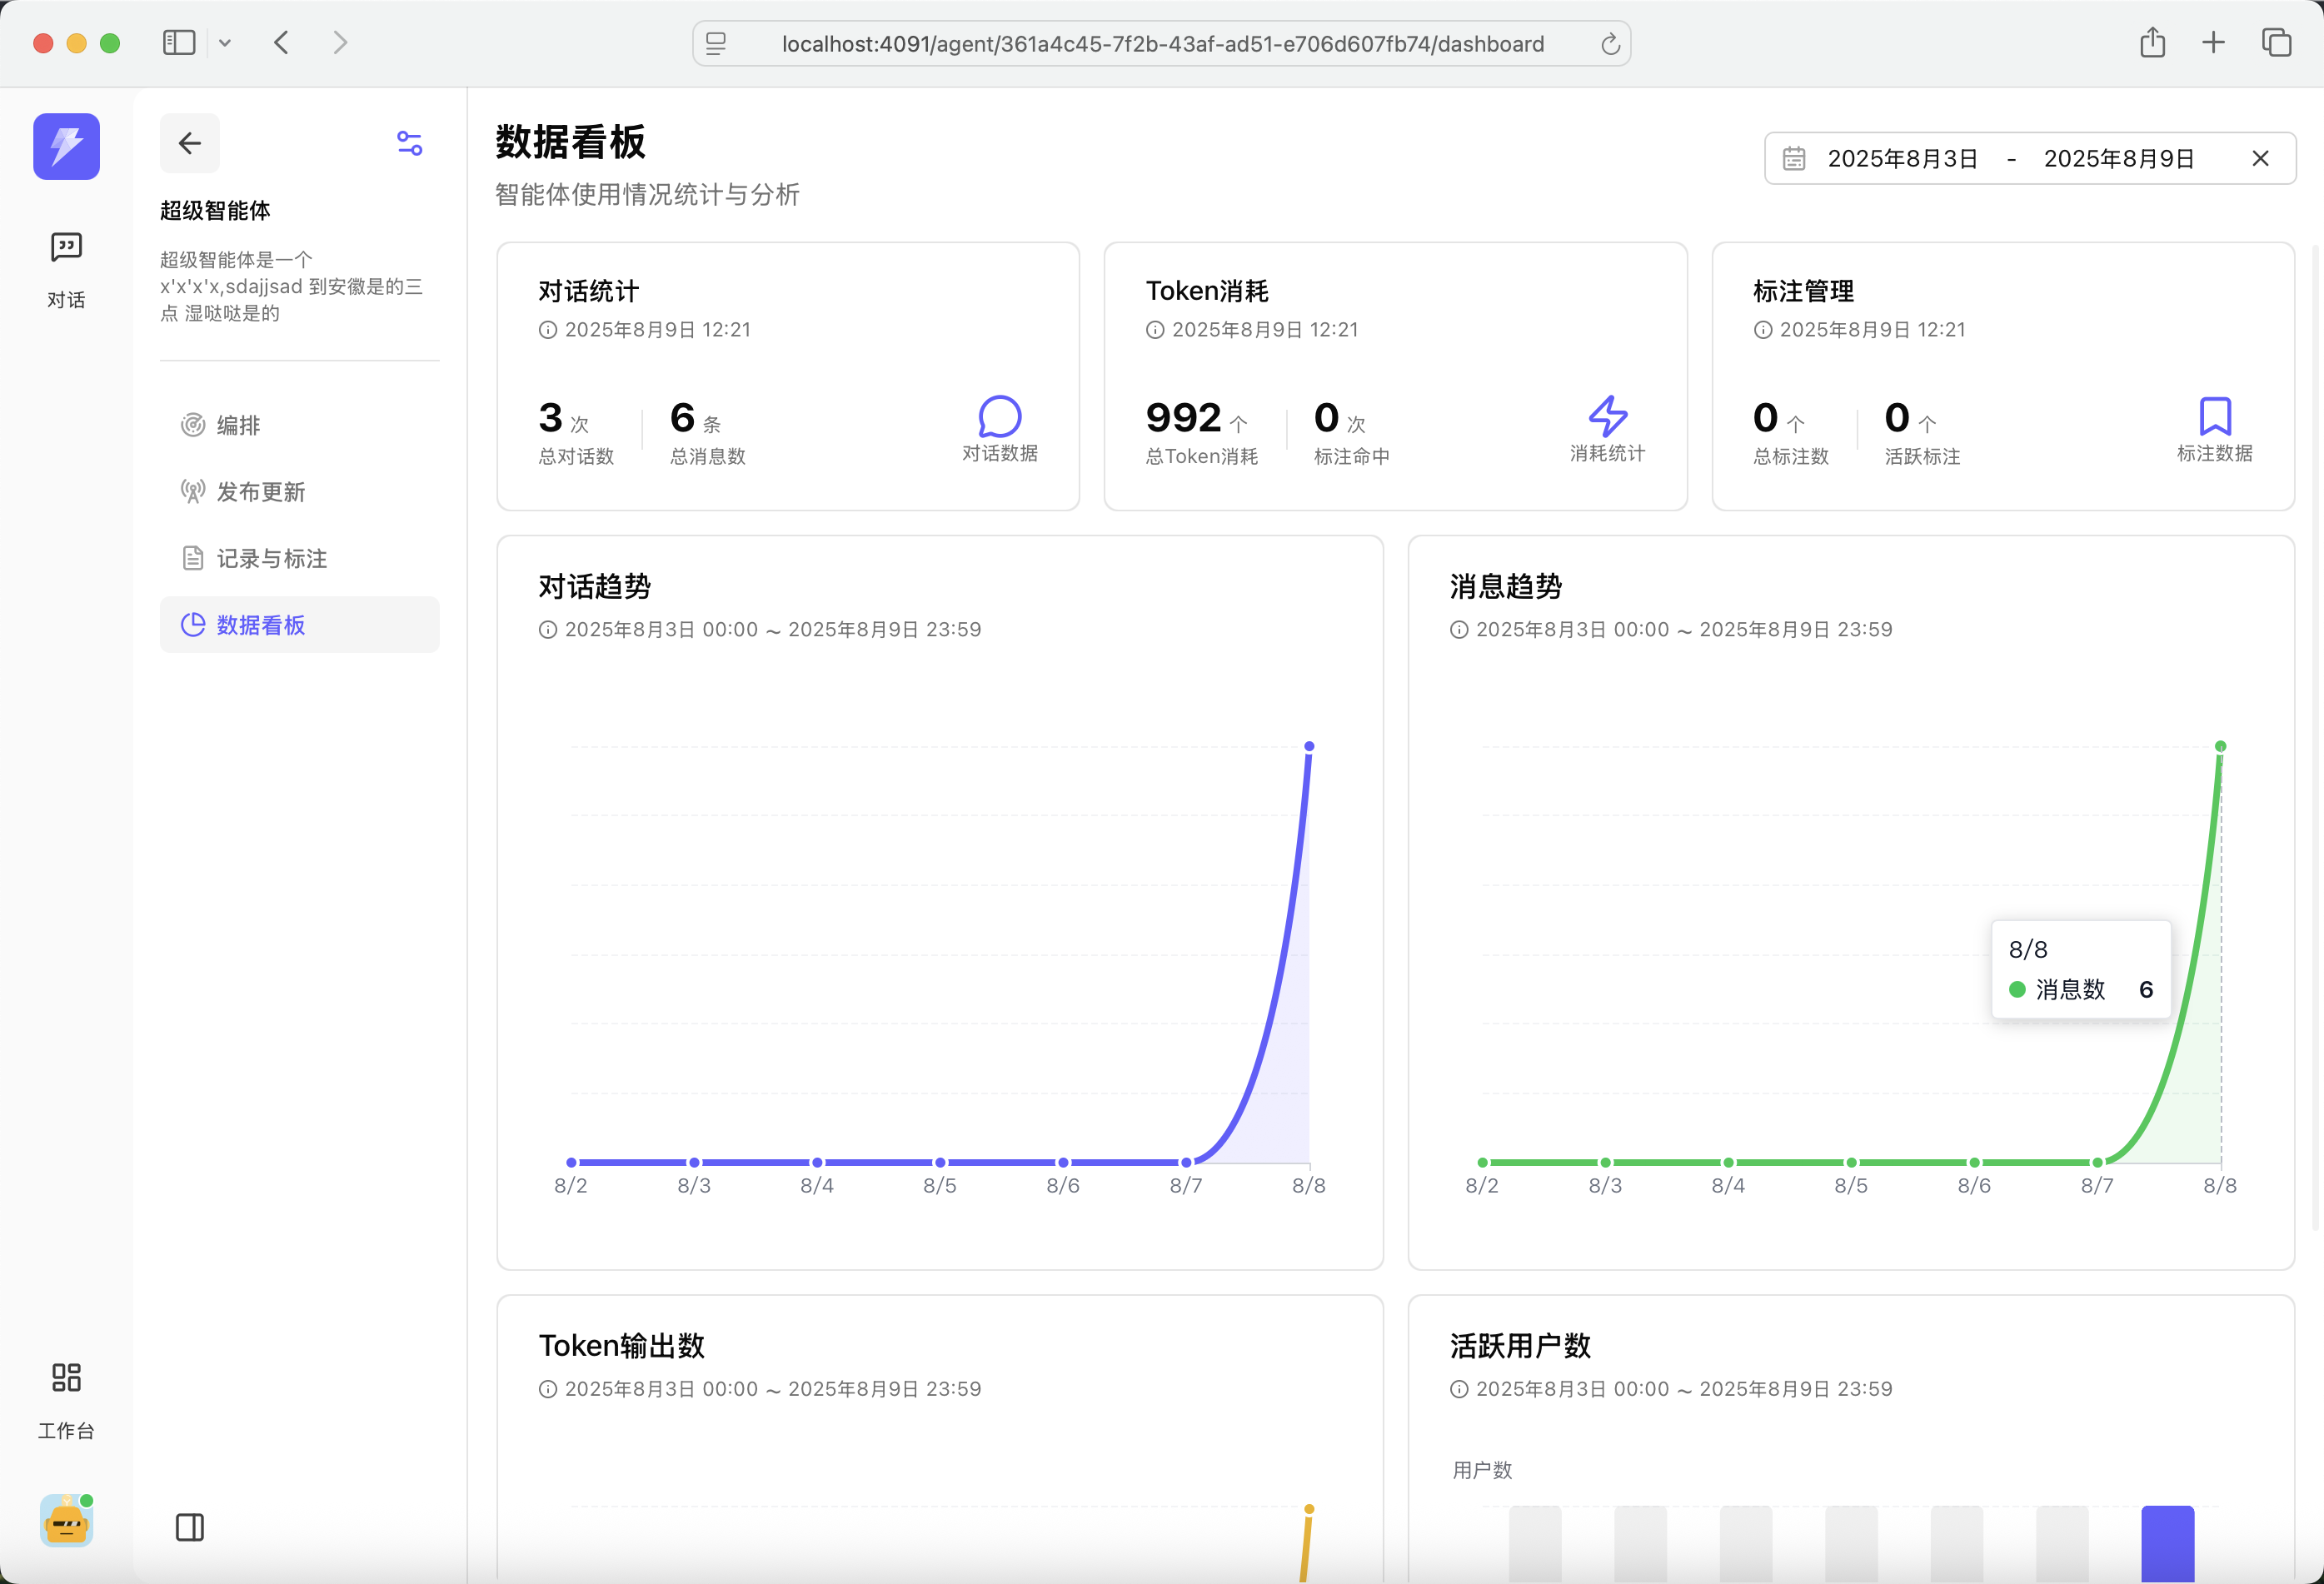 localhost:4091/agent/361a4c45-7f2b-43af-ad51-e706d607fb74/dashboard
对话
工作台
超级智能体
超级智能体是一个
x'x'x'x,sdajjsad 到安徽是的三
点 湿哒哒是的
编排
发布更新
记录与标注
数据看板
数据看板
智能体使用情况统计与分析
2025年8月3日 - 2025年8月9日
对话统计
2025年8月9日 12:21
3 次
总对话数
6 条
总消息数
对话数据
Token消耗
2025年8月9日 12:21
992 个
总Token消耗
0 次
标注命中
消耗统计
标注管理
2025年8月9日 12:21
0 个
总标注数
0 个
活跃标注
标注数据
对话趋势
2025年8月3日 00:00 ~ 2025年8月9日 23:59
8/2 8/3 8/4 8/5 8/6 8/7 8/8
消息趋势
2025年8月3日 00:00 ~ 2025年8月9日 23:59
8/8
消息数 6
8/2 8/3 8/4 8/5 8/6 8/7 8/8
Token输出数
2025年8月3日 00:00 ~ 2025年8月9日 23:59
活跃用户数
2025年8月3日 00:00 ~ 2025年8月9日 23:59
用户数